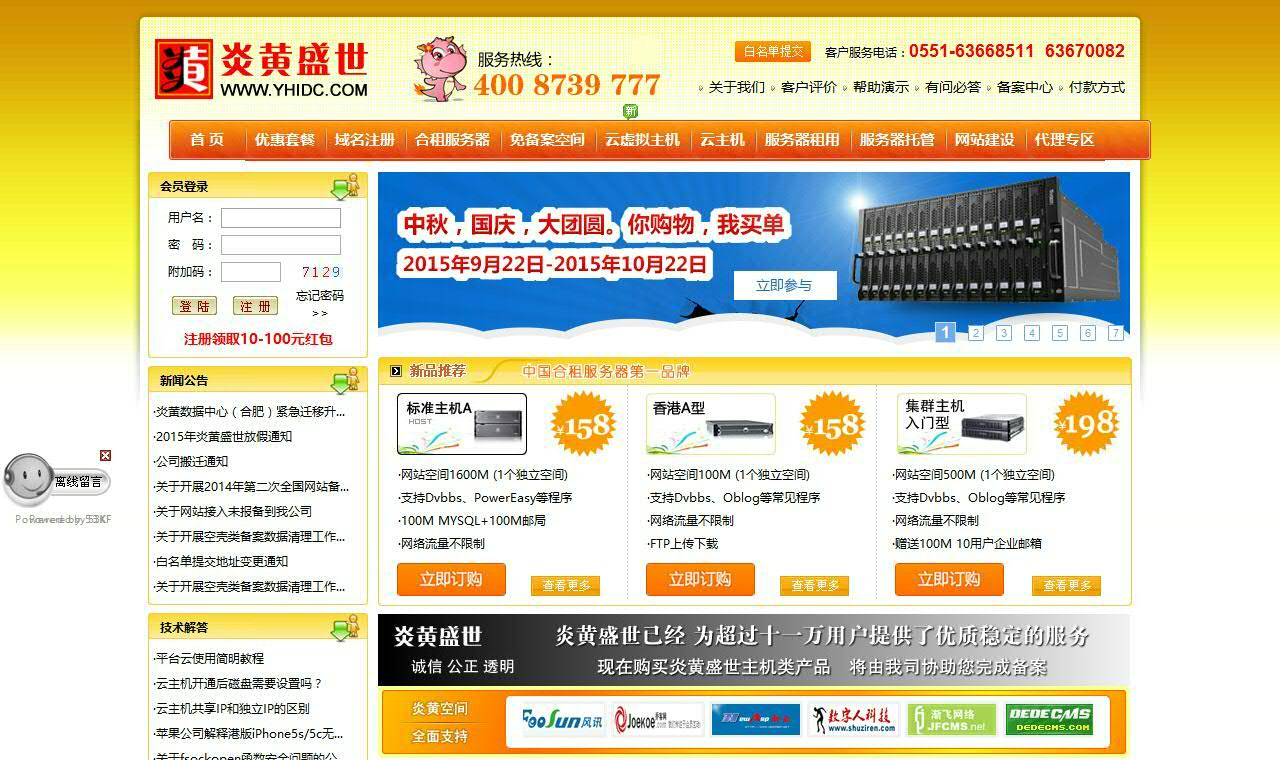 炎黄盛世
WWW.YHIDC.COM
服务热线：
400 8739 777
白名单提交 客户服务电话：0551-63668511 63670082
» 关于我们 » 客户评价 » 帮助演示 » 有问必答 » 备案中心 » 付款方式
新
首 页 优惠套餐 域名注册 合租服务器 免备案空间 云虚拟主机 云主机 服务器租用 服务器托管 网站建设 代理专区
会员登录
用户名：
密 码：
附加码： 7129
登 陆 注 册 忘记密码
>>
注册领取10-100元红包
中秋，国庆，大团圆。你购物，我买单
2015年9月22日-2015年10月22日
立即参与
1 2 3 4 5 6 7
新闻公告
·炎黄数据中心（合肥）紧急迁移升...
·2015年炎黄盛世放假通知
·公司搬迁通知
·关于开展2014年第二次全国网站备...
·关于网站接入未报备到我公司
·关于开展空壳类备案数据清理工作...
·白名单提交地址变更通知
·关于开展空壳类备案数据清理工作...
新品推荐 中国合租服务器第一品牌
标准主机A
HOST
¥158
·网站空间1600M (1个独立空间)
·支持Dvbbs、PowerEasy等程序
·100M MYSQL+100M邮局
·网络流量不限制
立即订购 查看更多
香港A型
¥158
·网站空间100M (1个独立空间)
·支持Dvbbs、Oblog等常见程序
·网络流量不限制
·FTP上传下载
立即订购 查看更多
集群主机
入门型
¥198
·网站空间500M (1个独立空间)
·支持Dvbbs、Oblog等常见程序
·网络流量不限制
·赠送100M 10用户企业邮箱
立即订购 查看更多
离线留言
Powered by 53KF
技术解答
·平台云使用简明教程
·云主机开通后磁盘需要设置吗？
·云主机共享IP和独立IP的区别
·苹果公司解释港版iPhone5s/5c尤...
·关于fsockopen函数安全问题的公...
炎黄盛世
诚信 公正 透明
炎黄盛世已经 为超过十一万用户提供了优质稳定的服务
现在购买炎黄盛世主机类产品 将由我司协助您完成备案
炎黄空间
全面支持
FooSun风讯
Joekoe.com
数字人科技
www.shuziren.com
渐飞网络
JFCMS.net
DEDECMS
DEDECMS.COM